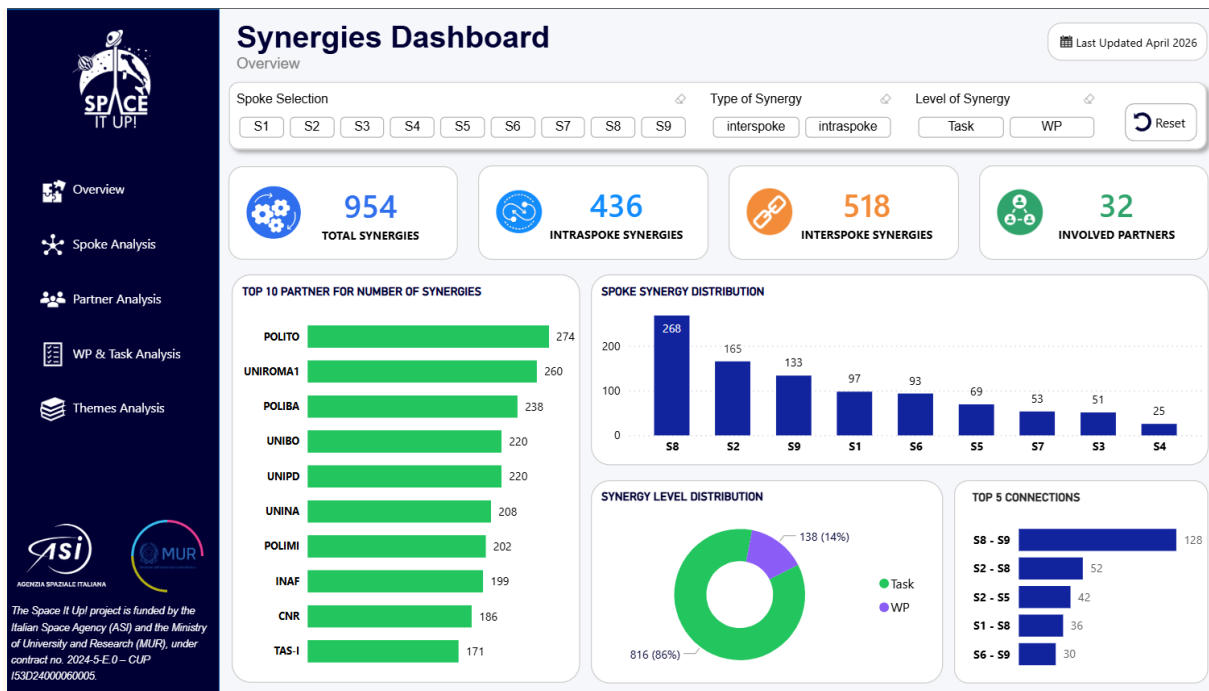 SPACE
IT UP!
Overview
Spoke Analysis
Partner Analysis
WP & Task Analysis
Themes Analysis
asi
AGENZIA SPAZIALE ITALIANA
MUR
The Space It Up! project is funded by the
Italian Space Agency (ASI) and the Ministry
of University and Research (MUR), under
contract no. 2024-5-E.0 – CUP
I53D24000060005.
Synergies Dashboard
Overview
Last Updated April 2026
Spoke Selection
S1 S2 S3 S4 S5 S6 S7 S8 S9
Type of Synergy
interspoke intraspoke
Level of Synergy
Task WP
Reset
954
TOTAL SYNERGIES
436
INTRASPOKE SYNERGIES
518
INTERSPOKE SYNERGIES
32
INVOLVED PARTNERS
TOP 10 PARTNER FOR NUMBER OF SYNERGIES
POLITO 274
UNIROMA1 260
POLIBA 238
UNIBO 220
UNIPD 220
UNINA 208
POLIMI 202
INAF 199
CNR 186
TAS-I 171
SPOKE SYNERGY DISTRIBUTION
200
100
0
268 165 133 97 93 69 53 51 25
S8 S2 S9 S1 S6 S5 S7 S3 S4
SYNERGY LEVEL DISTRIBUTION
138 (14%)
816 (86%)
Task
WP
TOP 5 CONNECTIONS
S8 - S9 128
S2 - S8 52
S2 - S5 42
S1 - S8 36
S6 - S9 30